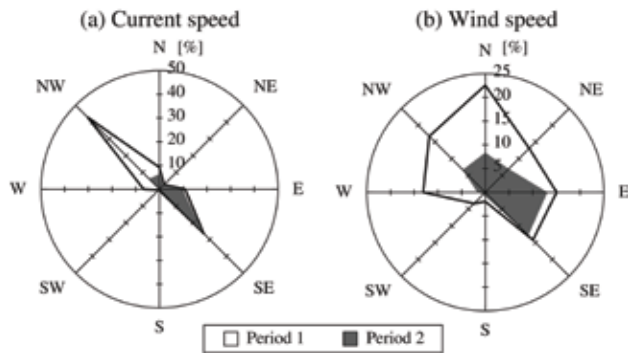 (a) Current speed
(b) Wind speed
N [%]
50
40
30
20
10
NW
NE
W
E
SW
SE
S
N [%]
25
20
15
10
5
NW
NE
W
E
SW
SE
S
Period 1
Period 2